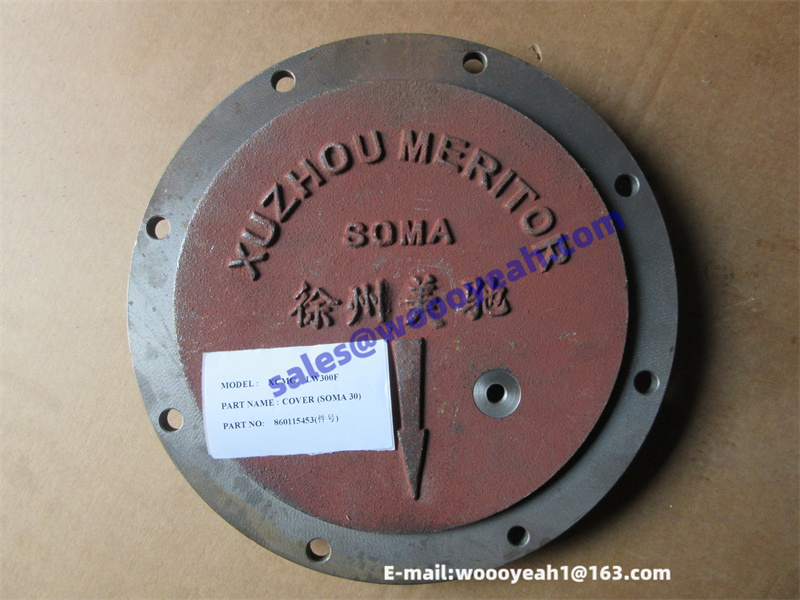 XUZHOU MERITOR
SOMA
徐州美驰
sales@woooyeah.com
MODEL : XCMG LW300F
PART NAME : COVER (SOMA 30)
PART NO: 860115453(件号)
E-mail:woooyeah1@163.com